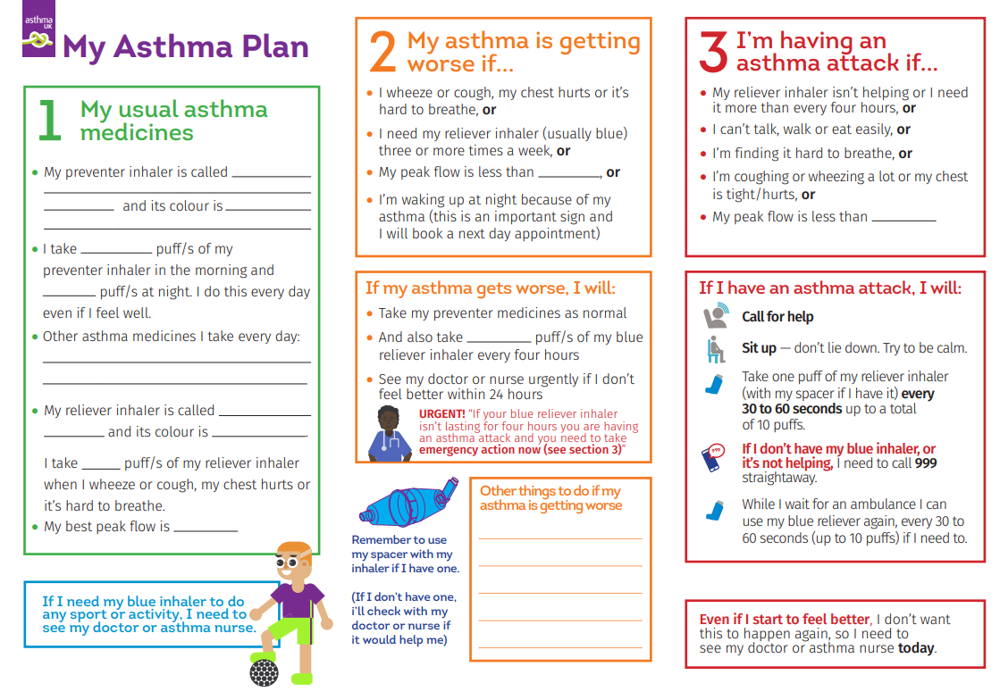 asthma
UK
My Asthma Plan
1 My usual asthma
medicines
• My preventer inhaler is called ____________
____________
____________ and its colour is ____________
____________
• I take ____________ puff/s of my
preventer inhaler in the morning and
____________ puff/s at night. I do this every day
even if I feel well.
• Other asthma medicines I take every day:
____________
____________
• My reliever inhaler is called ____________
____________ and its colour is ____________.
I take ______ puff/s of my reliever inhaler
when I wheeze or cough, my chest hurts or
it's hard to breathe.
• My best peak flow is ____________
If I need my blue inhaler to do
any sport or activity, I need to
see my doctor or asthma nurse.
2 My asthma is getting
worse if...
• I wheeze or cough, my chest hurts or it's
hard to breathe, or
• I need my reliever inhaler (usually blue)
three or more times a week, or
• My peak flow is less than ____________, or
• I'm waking up at night because of my
asthma (this is an important sign and
I will book a next day appointment)
If my asthma gets worse, I will:
• Take my preventer medicines as normal
• And also take ____________ puff/s of my blue
reliever inhaler every four hours
• See my doctor or nurse urgently if I don't
feel better within 24 hours
URGENT! "If your blue reliever inhaler
isn't lasting for four hours you are having
an asthma attack and you need to take
emergency action now (see section 3)"
Remember to use
my spacer with my
inhaler if I have one.
(If I don't have one,
i'll check with my
doctor or nurse if
it would help me)
Other things to do if my
asthma is getting worse
3 I'm having an
asthma attack if...
• My reliever inhaler isn't helping or I need
it more than every four hours, or
• I can't talk, walk or eat easily, or
• I'm finding it hard to breathe, or
• I'm coughing or wheezing a lot or my chest
is tight/hurts, or
• My peak flow is less than ____________
If I have an asthma attack, I will:
Call for help
Sit up — don't lie down. Try to be calm.
Take one puff of my reliever inhaler
(with my spacer if I have it) every
30 to 60 seconds up to a total
of 10 puffs.
999
If I don't have my blue inhaler, or
it's not helping, I need to call 999
straightaway.
While I wait for an ambulance I can
use my blue reliever again, every 30 to
60 seconds (up to 10 puffs) if I need to.
Even if I start to feel better, I don't want
this to happen again, so I need to
see my doctor or asthma nurse today.